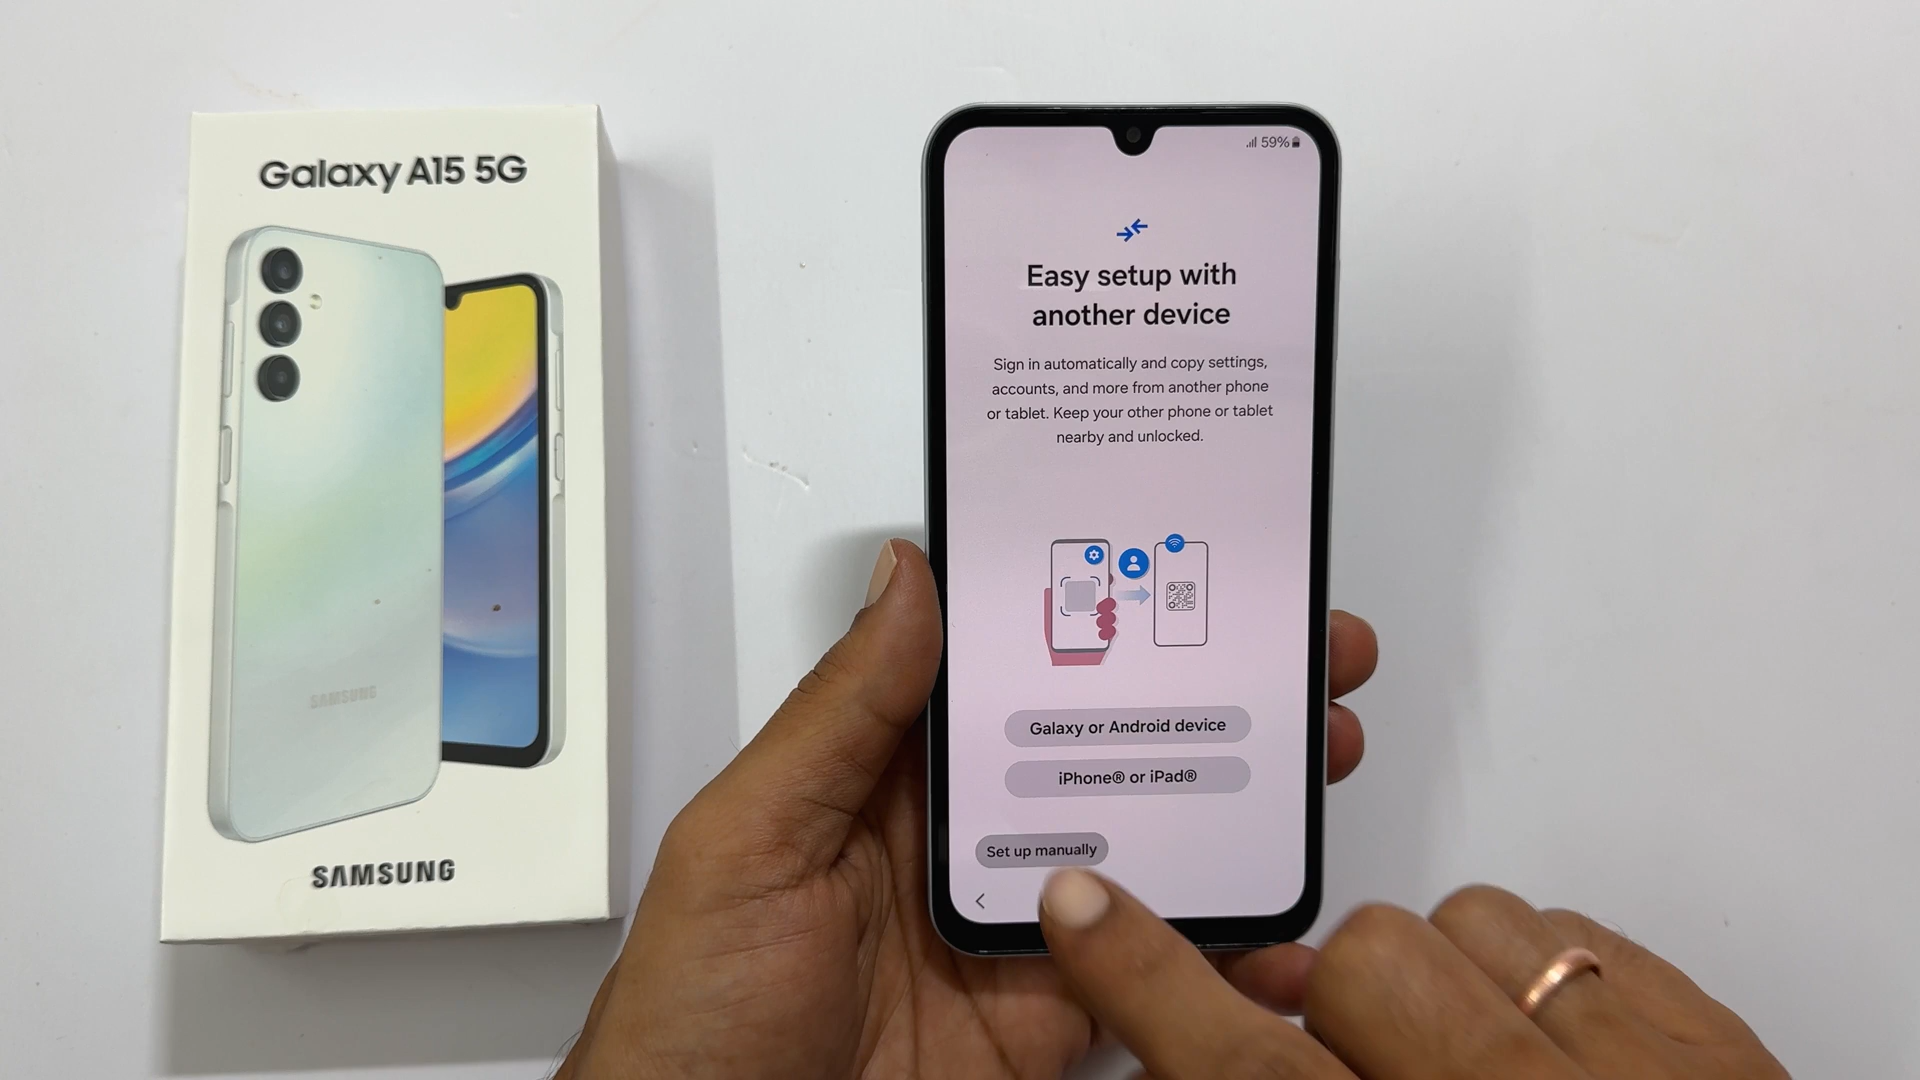 Galaxy A15 5G
SAMSUNG
SAMSUNG
59%
Easy setup with
another device
Sign in automatically and copy settings,
accounts, and more from another phone
or tablet. Keep your other phone or tablet
nearby and unlocked.
Galaxy or Android device
iPhone® or iPad®
Set up manually